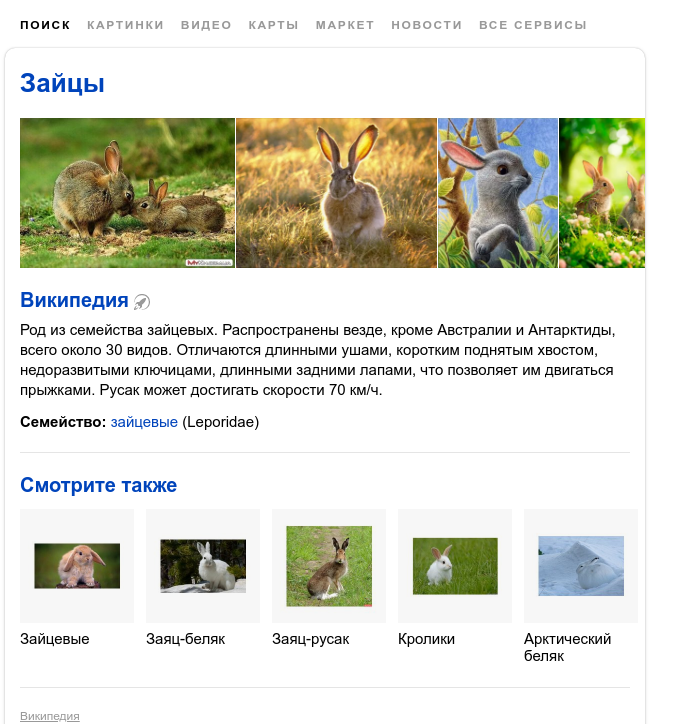 ПОИСК КАРТИНКИ ВИДЕО КАРТЫ МАРКЕТ НОВОСТИ ВСЕ СЕРВИСЫ
Зайцы
Википедия
Род из семейства зайцевых. Распространены везде, кроме Австралии и Антарктиды,
всего около 30 видов. Отличаются длинными ушами, коротким поднятым хвостом,
недоразвитыми ключицами, длинными задними лапами, что позволяет им двигаться
прыжками. Русак может достигать скорости 70 км/ч.
Семейство: зайцевые (Leporidae)
Смотрите также
Зайцевые Заяц-беляк Заяц-русак Кролики Арктический
беляк
Википедия